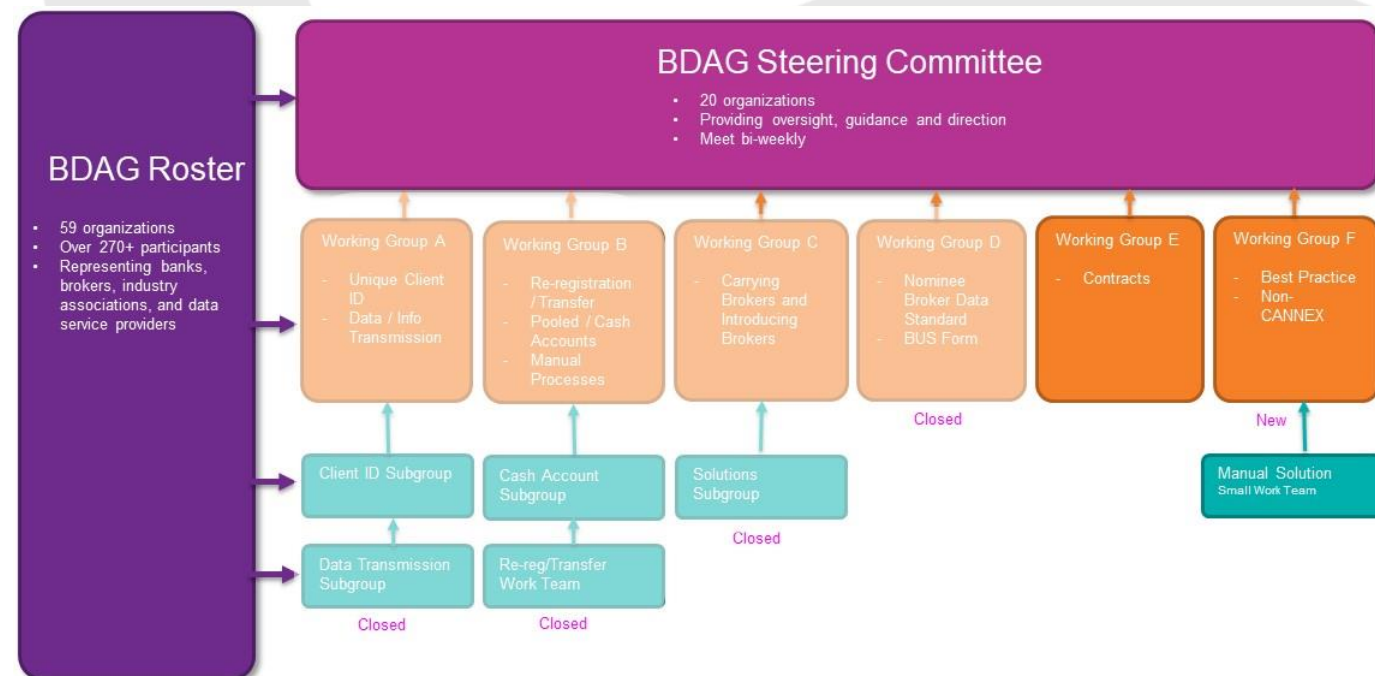 BDAG Steering Committee
• 20 organizations
• Providing oversight, guidance and direction
• Meet bi-weekly
BDAG Roster
• 59 organizations
• Over 270+ participants
• Representing banks,
brokers, industry
associations, and data
service providers
Working Group A
- Unique Client
ID
- Data / Info
Transmission
Working Group B
- Re-registration
/ Transfer
- Pooled / Cash
Accounts
- Manual
Processes
Working Group C
- Carrying
Brokers and
Introducing
Brokers
Working Group D
- Nominee
Broker Data
Standard
- BUS Form
Working Group E
- Contracts
Working Group F
- Best Practice
- Non-
CANNEX
Closed
New
Client ID Subgroup
Cash Account
Subgroup
Solutions
Subgroup
Manual Solution
Small Work Team
Closed
Data Transmission
Subgroup
Re-reg/Transfer
Work Team
Closed
Closed